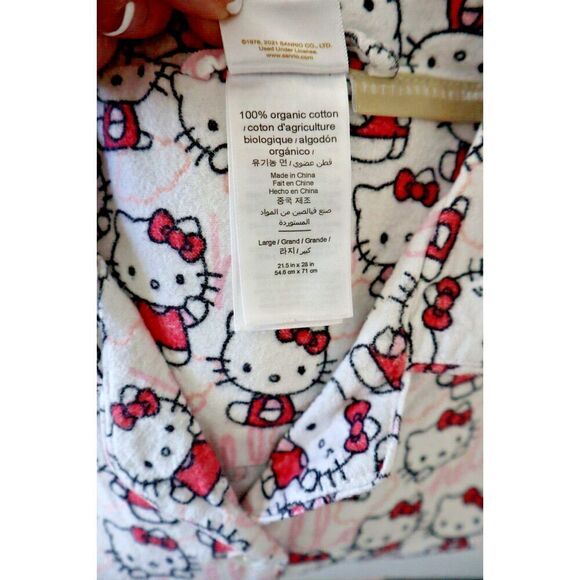 ©1976, 2021 SANNIO CO., LTD.
Used Under License.
www.sanrio.com
POTTERY BARN
100% organic cotton
/ coton d'agriculture
biologique / algodón
orgánico /
유기농 면 / قطن عضوي /
Made in China
Fait en Chine
Hecho en China
중국 제조
صنع في الصين من المواد
المستوردة
Large / Grand / Grande /
라지 / كبير
21.5 in x 28 in
54.6 cm x 71 cm